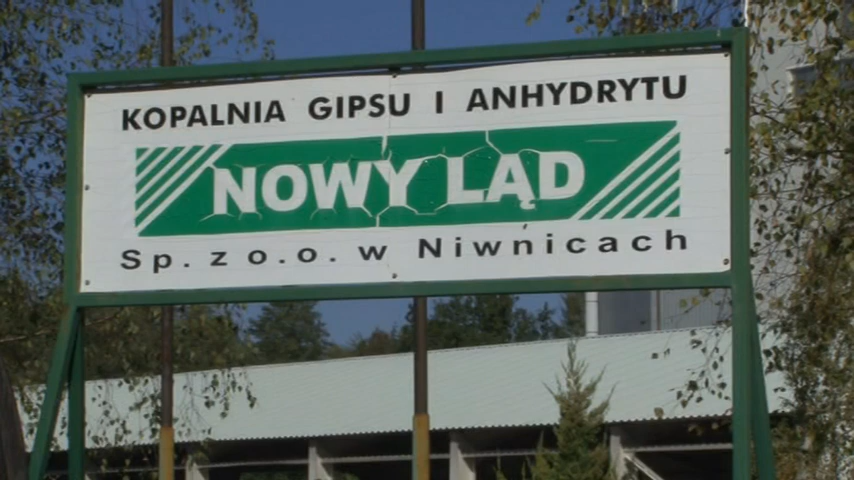 KOPALNIA GIPSU I ANHYDRYTU
NOWY LĄD
Sp. z o.o. w Niwnicach